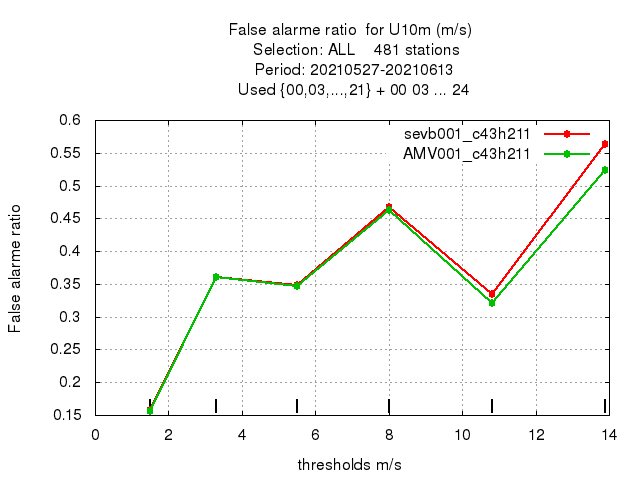 False alarme ratio  for U10m (m/s)
Selection: ALL    481 stations
Period: 20210527-20210613
Used {00,03,...,21} + 00 03 ... 24
sevb001_c43h211
AMV001_c43h211
0.6
0.55
0.5
0.45
0.4
0.35
0.3
0.25
0.2
0.15
False alarme ratio
0 2 4 6 8 10 12 14
thresholds m/s